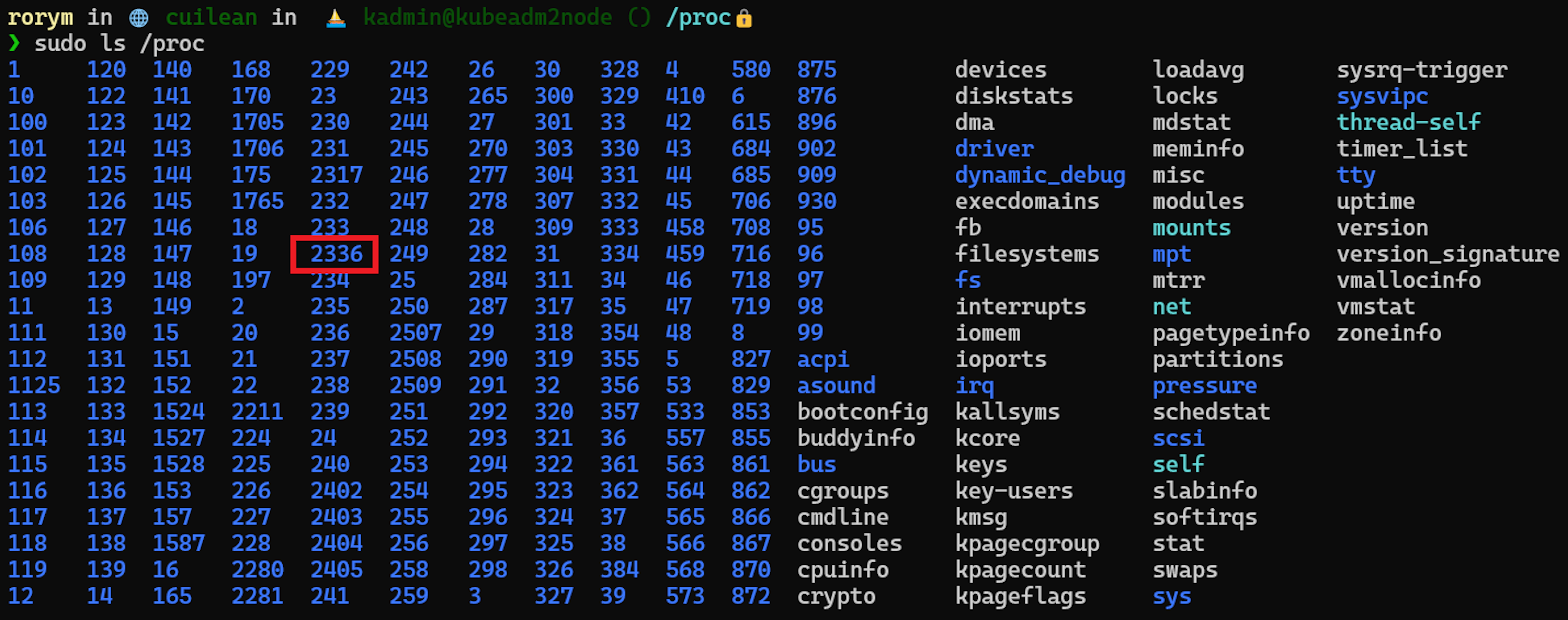 rorym in 🌐 cuilean in ⛵ kadmin@kubeadm2node () /proc🔒
❯ sudo ls /proc
1 120 140 168 229 242 26 30 328 4 580 875 devices loadavg sysrq-trigger
10 122 141 170 23 243 265 300 329 410 6 876 diskstats locks sysvipc
100 123 142 1705 230 244 27 301 33 42 615 896 dma mdstat thread-self
101 124 143 1706 231 245 270 303 330 43 684 902 driver meminfo timer_list
102 125 144 175 2317 246 277 304 331 44 685 909 dynamic_debug misc tty
103 126 145 1765 232 247 278 307 332 45 706 930 execdomains modules uptime
106 127 146 18 233 248 28 309 333 458 708 95 fb mounts version
108 128 147 19 2336 249 282 31 334 459 716 96 filesystems mpt version_signature
109 129 148 197 234 25 284 311 34 46 718 97 fs mtrr vmallocinfo
11 13 149 2 235 250 287 317 35 47 719 98 interrupts net vmstat
111 130 15 20 236 2507 29 318 354 48 8 99 iomem pagetypeinfo zoneinfo
112 131 151 21 237 2508 290 319 355 5 827 acpi ioports partitions
1125 132 152 22 238 2509 291 32 356 53 829 asound irq pressure
113 133 1524 2211 239 251 292 320 357 533 853 bootconfig kallsyms schedstat
114 134 1527 224 24 252 293 321 36 557 855 buddyinfo kcore scsi
115 135 1528 225 240 253 294 322 361 563 861 bus keys self
116 136 153 226 2402 254 295 323 362 564 862 cgroups key-users slabinfo
117 137 157 227 2403 255 296 324 37 565 866 cmdline kmsg softirqs
118 138 1587 228 2404 256 297 325 38 566 867 consoles kpagecgroup stat
119 139 16 2280 2405 258 298 326 384 568 870 cpuinfo kpagecount swaps
12 14 165 2281 241 259 3 327 39 573 872 crypto kpageflags sys